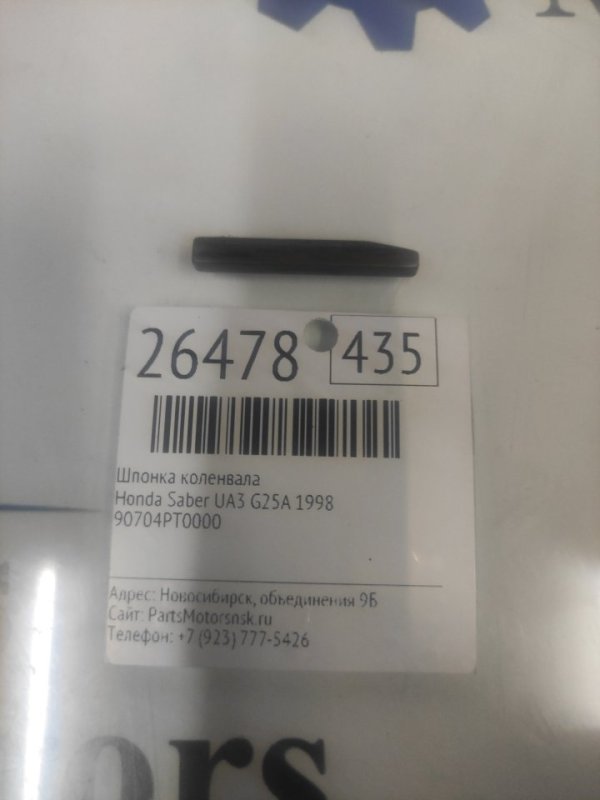 26478 435
Шпонка коленвала
Honda Saber UA3 G25A 1998
90704PT0000
Адрес: Новосибирск, объединения 9Б
Сайт: PartsMotorsnsk.ru
Телефон: +7 (923) 777-5426
ors